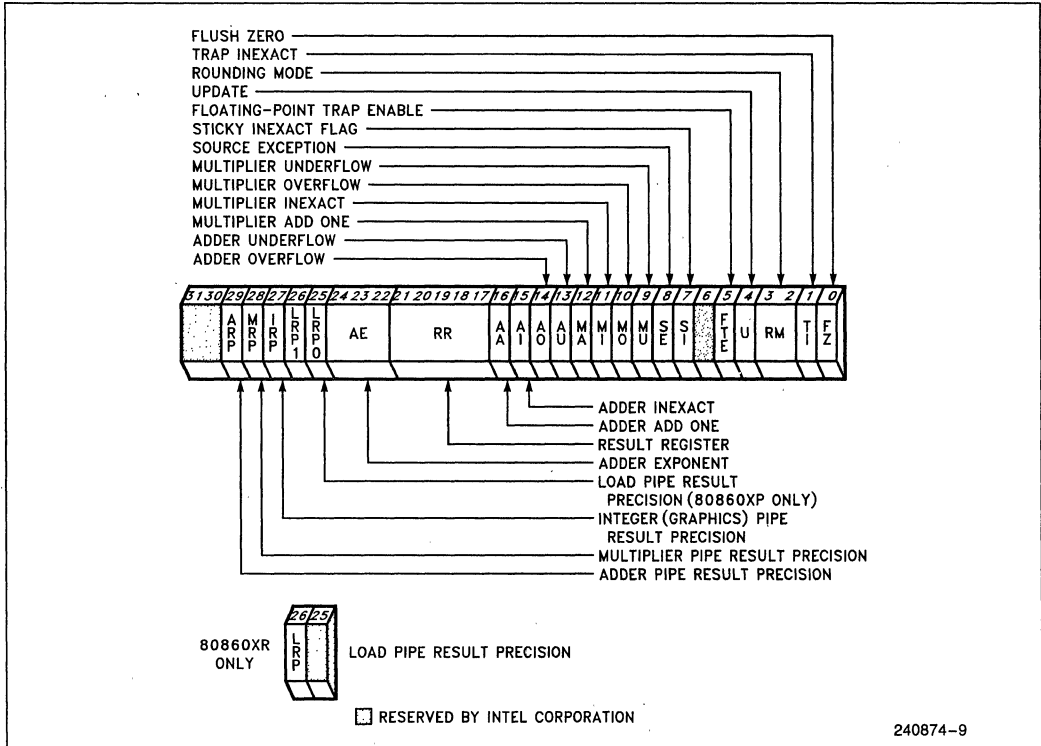 FLUSH ZERO
TRAP INEXACT
ROUNDING MODE
UPDATE
FLOATING-POINT TRAP ENABLE
STICKY INEXACT FLAG
SOURCE EXCEPTION
MULTIPLIER UNDERFLOW
MULTIPLIER OVERFLOW
MULTIPLIER INEXACT
MULTIPLIER ADD ONE
ADDER UNDERFLOW
ADDER OVERFLOW
31 30 29 28 27 26 25 24 23 22 21 20 19 18 17 16 15 14 13 12 11 10 9 8 7 6 5 4 3 2 1 0
ARP MRP IRP LRP1 LRP0 AE RR AA AI AO AU MA MI MO MU SE SI FTE U RM TI FZ
ADDER INEXACT
ADDER ADD ONE
RESULT REGISTER
ADDER EXPONENT
LOAD PIPE RESULT
PRECISION (80860XP ONLY)
INTEGER (GRAPHICS) PIPE
RESULT PRECISION
MULTIPLIER PIPE RESULT PRECISION
ADDER PIPE RESULT PRECISION
26 25
80860XR
ONLY
LRP
LOAD PIPE RESULT PRECISION
RESERVED BY INTEL CORPORATION
240874-9